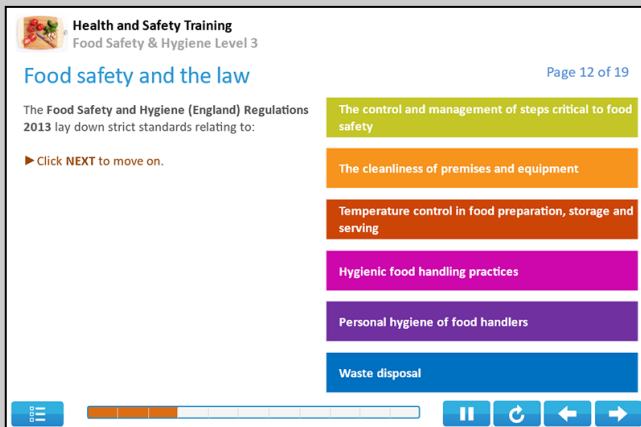 Health and Safety Training
Food Safety & Hygiene Level 3
Food safety and the law
Page 12 of 19
The Food Safety and Hygiene (England) Regulations
2013 lay down strict standards relating to:
▶Click NEXT to move on.
The control and management of steps critical to food
safety
The cleanliness of premises and equipment
Temperature control in food preparation, storage and
serving
Hygienic food handling practices
Personal hygiene of food handlers
Waste disposal